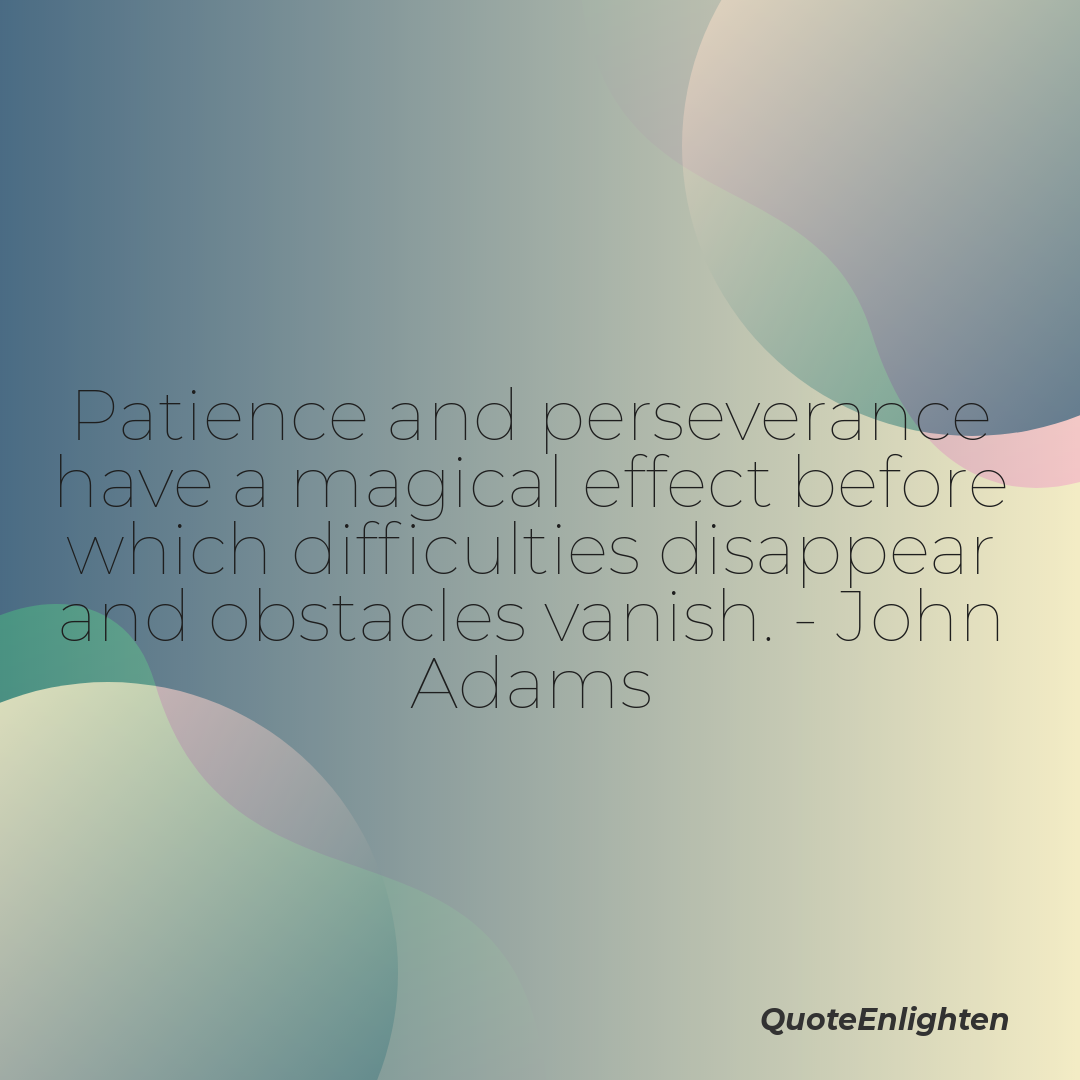 Patience and perseverance
have a magical effect before
which difficulties disappear
and obstacles vanish. - John
Adams
QuoteEnlighten